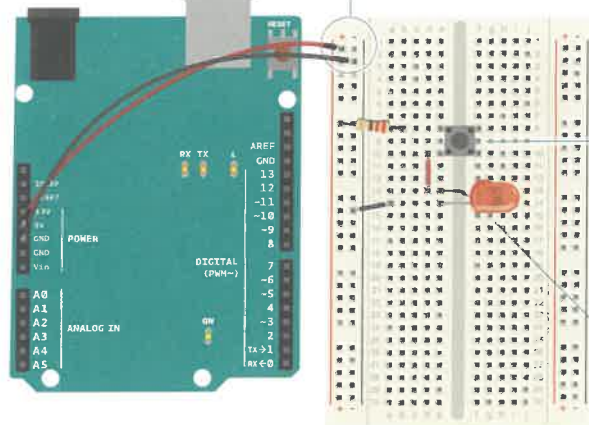 RESET
RX TX L
AREF
GND
13
12
~11
~10
~9
8
7
~6
~5
4
~3
2
TX→1
RX←0
DIGITAL
(PWM~)
5V
GND
GND
Vin
POWER
A0
A1
A2
A3
A4
A5
ANALOG IN
ON
+
-
+
-